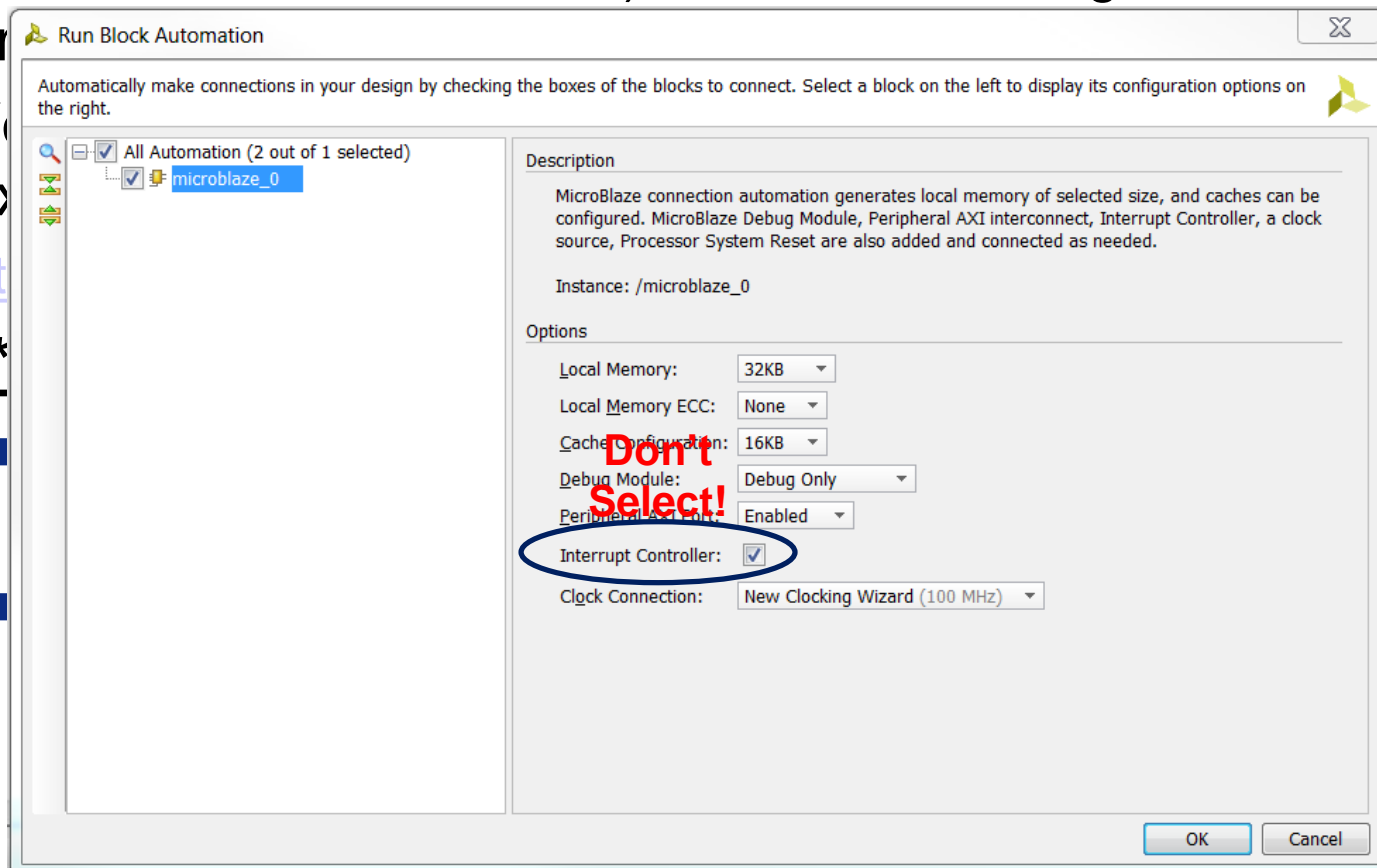 Run Block Automation
Automatically make connections in your design by checking the boxes of the blocks to connect. Select a block on the left to display its configuration options on
the right.
All Automation (2 out of 1 selected)
microblaze_0
Description
MicroBlaze connection automation generates local memory of selected size, and caches can be
configured. MicroBlaze Debug Module, Peripheral AXI interconnect, Interrupt Controller, a clock
source, Processor System Reset are also added and connected as needed.
Instance: /microblaze_0
Options
Local Memory: 32KB
Local Memory ECC: None
Cache Configuration: 16KB
Don't
Debug Module: Debug Only
Select!
Peripheral AXI Port: Enabled
Interrupt Controller:
Clock Connection: New Clocking Wizard (100 MHz)
OK Cancel